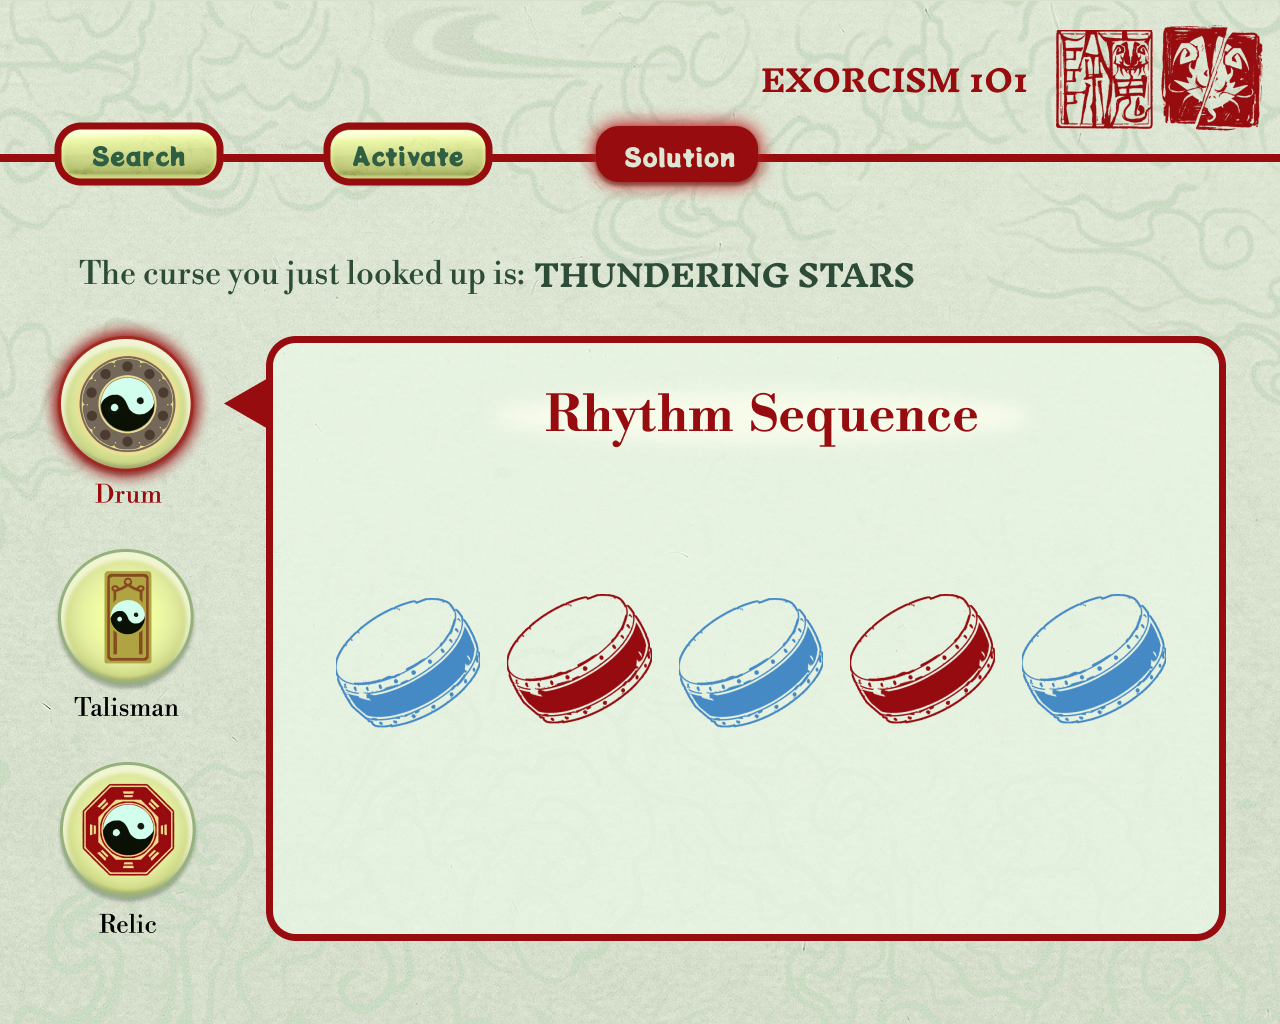 EXORCISM 101
Search
Activate
Solution
The curse you just looked up is: THUNDERING STARS
Rhythm Sequence
Drum
Talisman
Relic